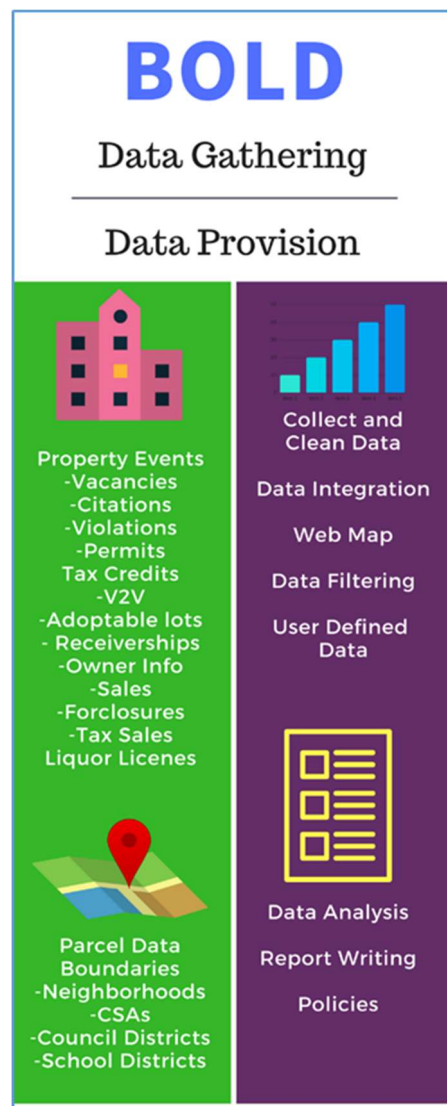 BOLD
Data Gathering
Data Provision
Property Events
-Vacancies
-Citations
-Violations
-Permits
Tax Credits
-V2V
-Adoptable lots
- Receiverships
-Owner Info
-Sales
-Forclosures
-Tax Sales
Liquor Licenes
Parcel Data
Boundaries
-Neighborhoods
-CSAs
-Council Districts
-School Districts
Collect and
Clean Data
Data Integration
Web Map
Data Filtering
User Defined
Data
Data Analysis
Report Writing
Policies